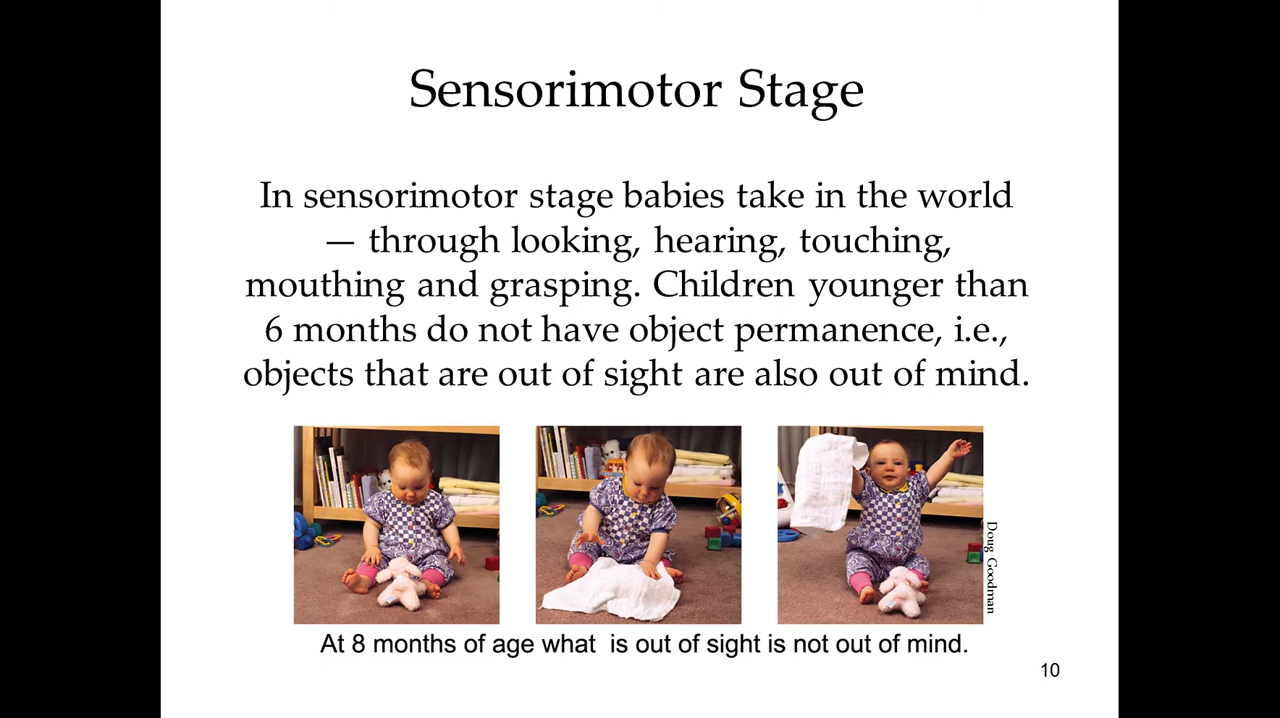 Sensorimotor Stage
In sensorimotor stage babies take in the world
— through looking, hearing, touching,
mouthing and grasping. Children younger than
6 months do not have object permanence, i.e.,
objects that are out of sight are also out of mind.
Doug Goodman
At 8 months of age what  is out of sight is not out of mind.
10